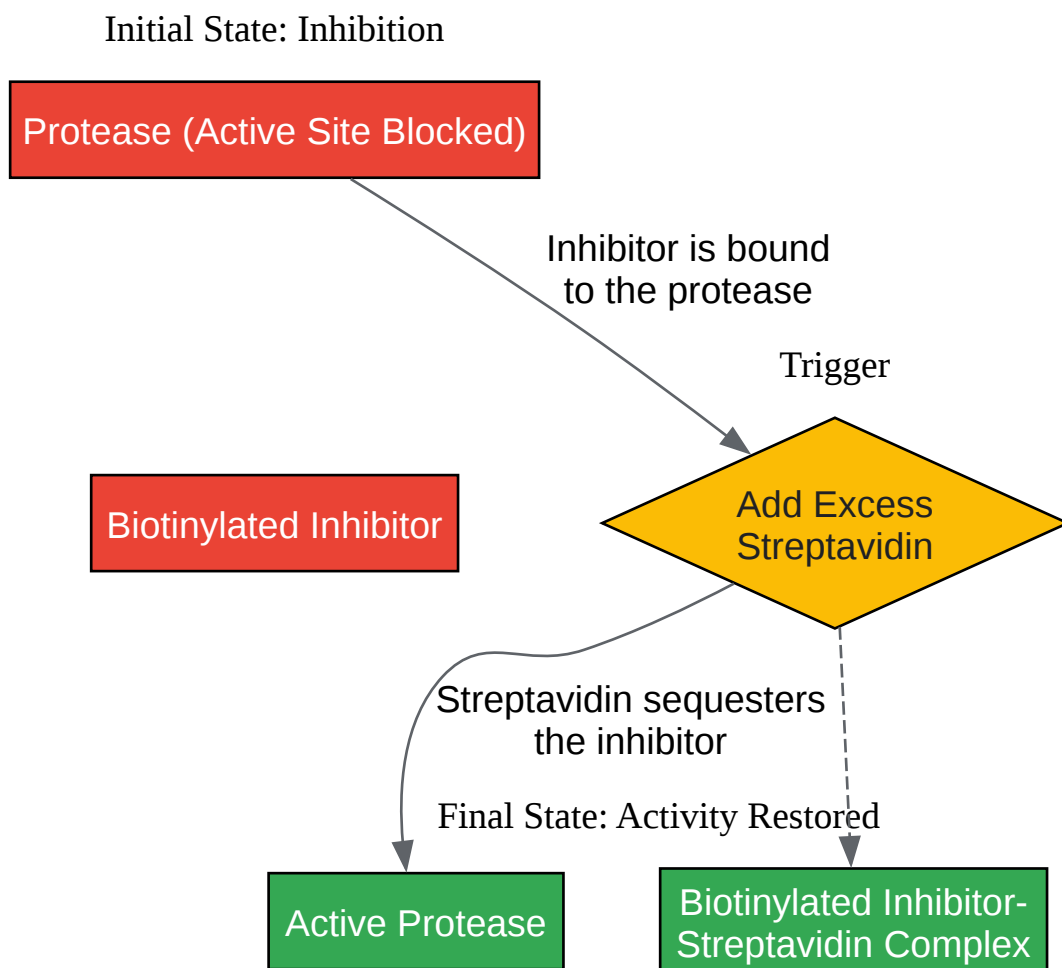 Initial State: Inhibition
Protease (Active Site Blocked)
Inhibitor is bound
to the protease
Trigger
Add Excess
Streptavidin
Biotinylated Inhibitor
Streptavidin sequesters
the inhibitor
Final State: Activity Restored
Active Protease
Biotinylated Inhibitor-
Streptavidin Complex